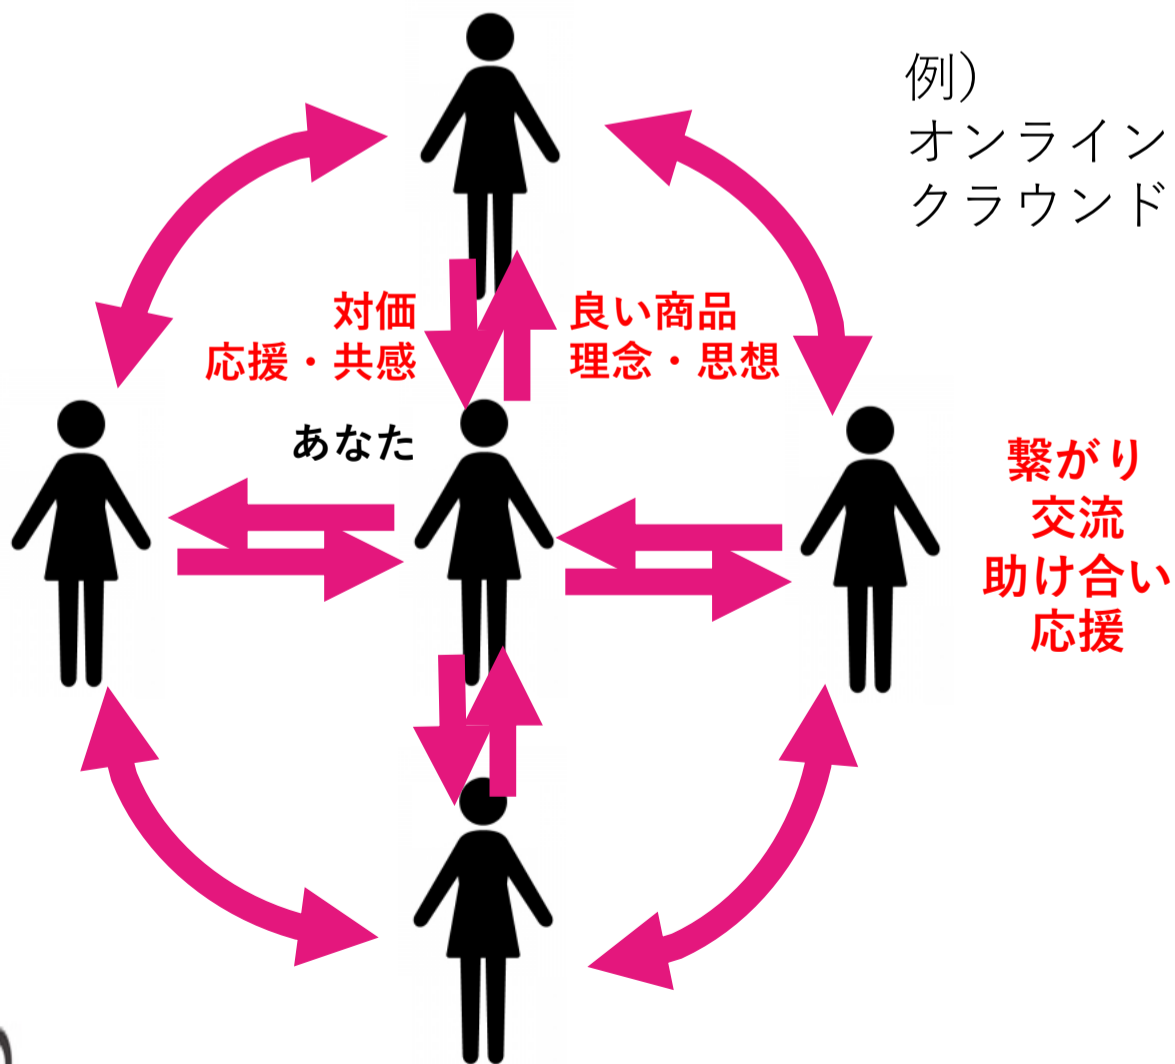 例）
オンライン
クラウンド
対価
応援・共感
良い商品
理念・思想
あなた
繋がり
交流
助け合い
応援